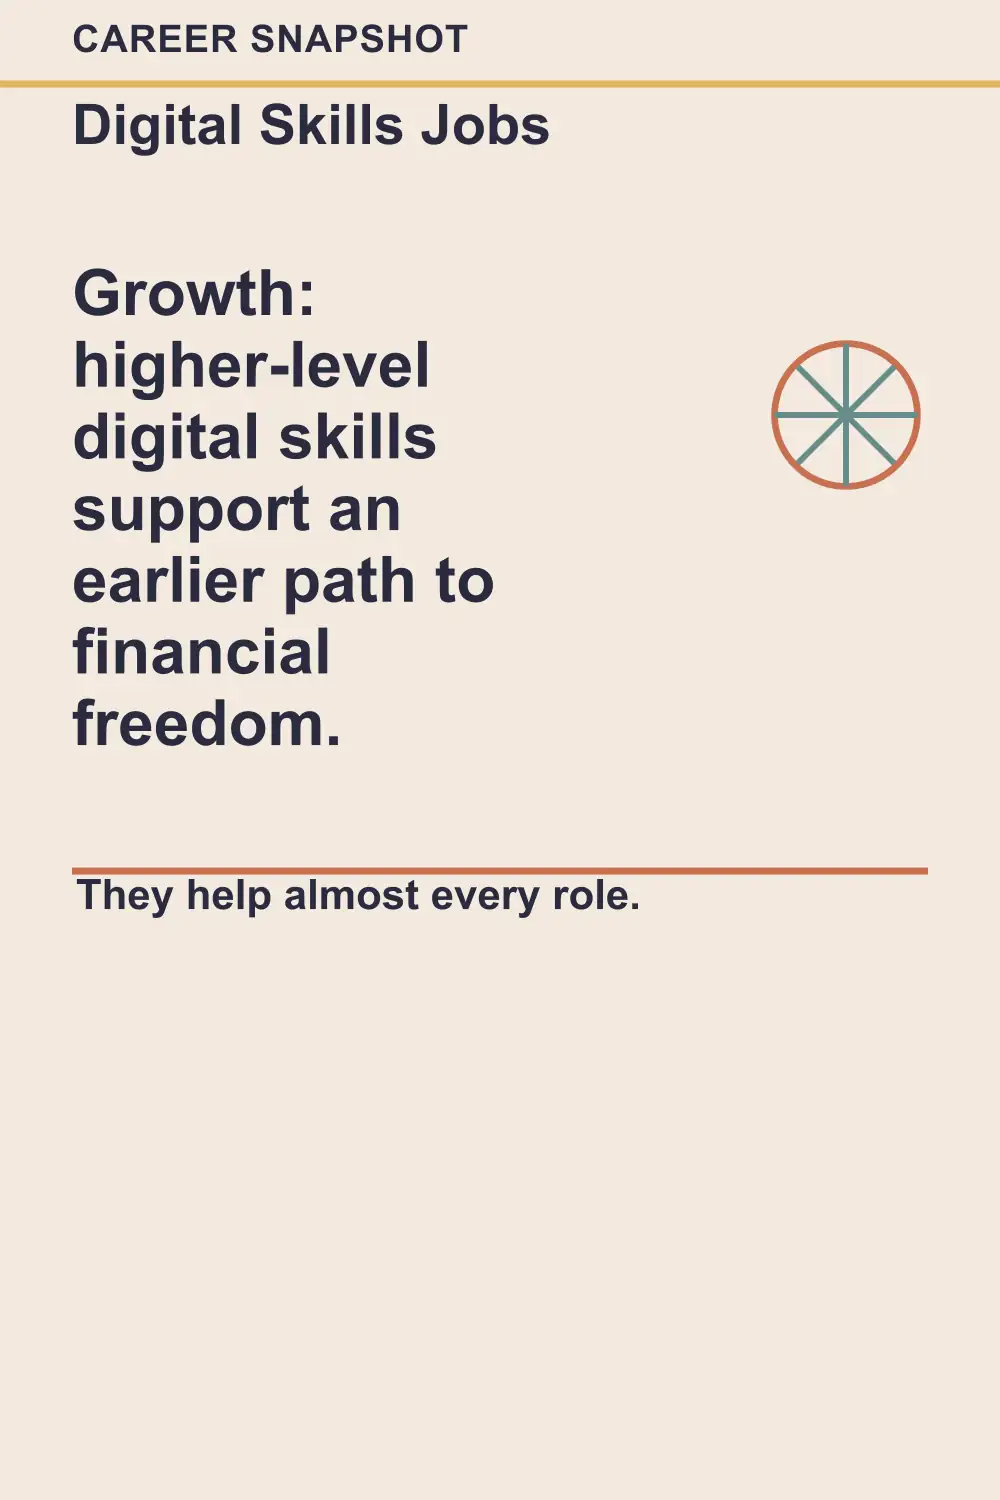 CAREER SNAPSHOT
Digital Skills Jobs
Growth:
higher-level
digital skills
support an
earlier path to
financial
freedom.
They help almost every role.